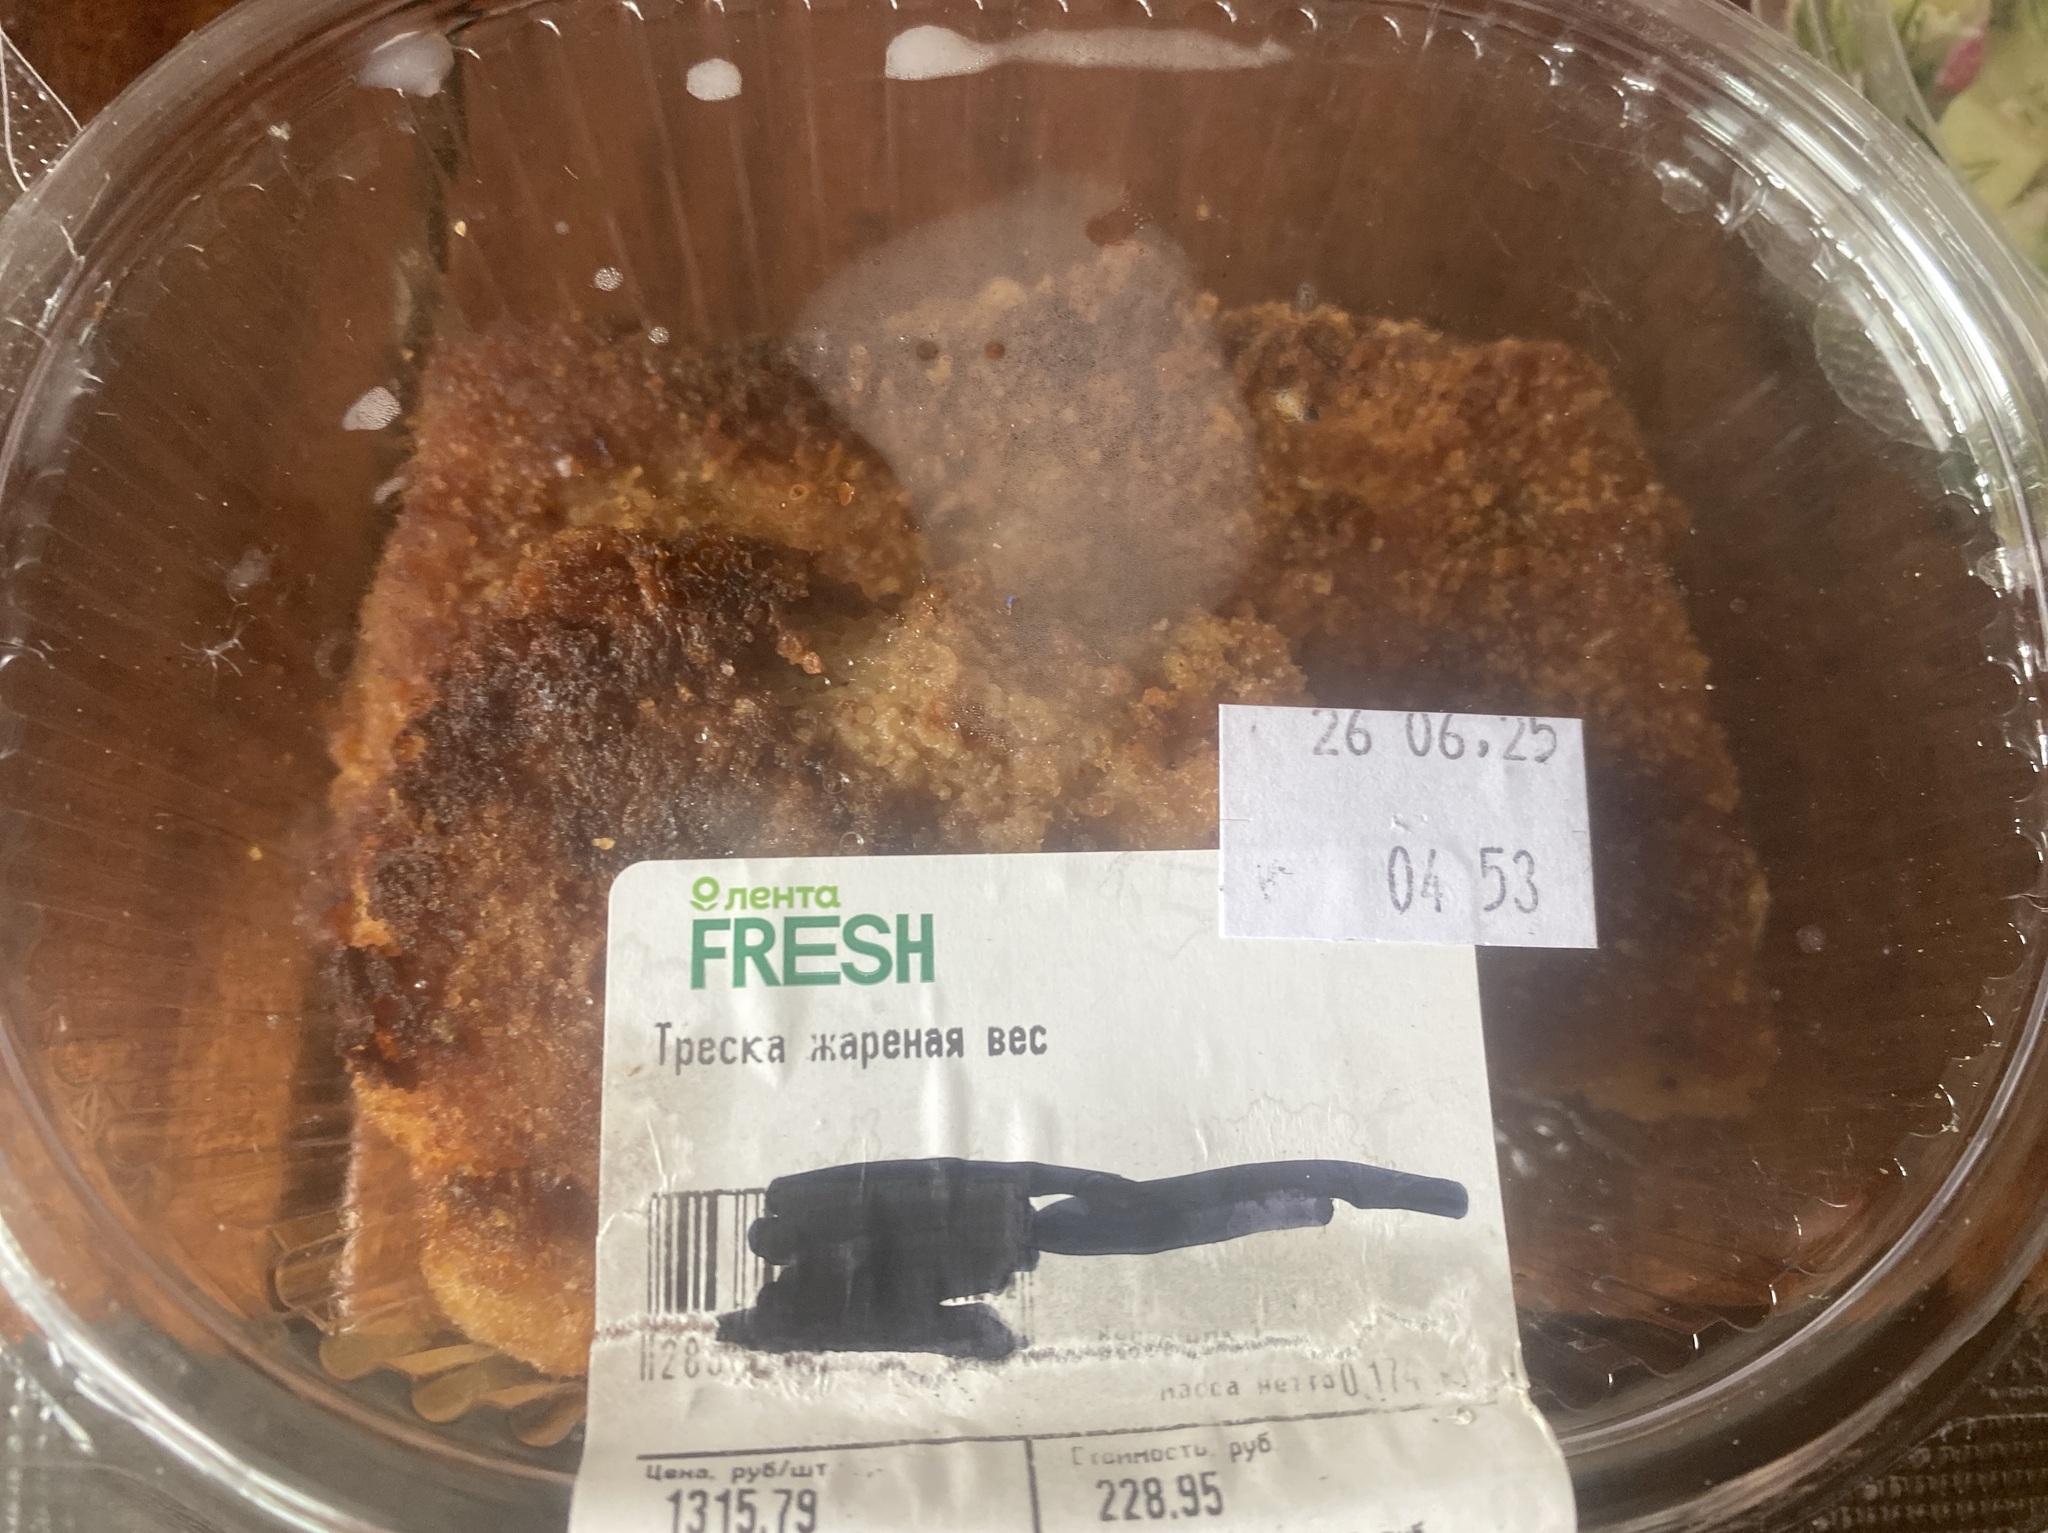 26 06.25
04 53
лента
FRESH
Треска жареная вес
масса нетто 0.174
Цена, руб/шт
Стоимость, руб
1315.79
228.95
руб